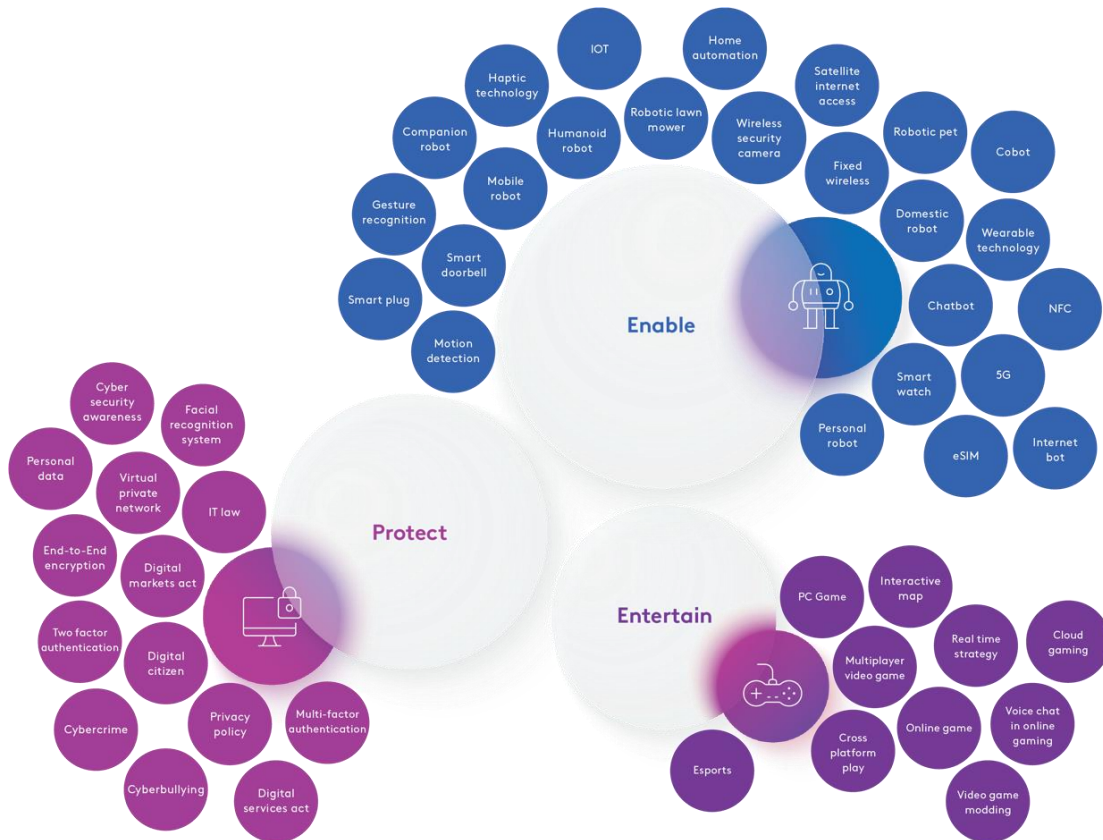 IOT
Home
automation
Haptic
technology
Satellite
internet
access
Robotic lawn
mower
Companion
robot
Humanoid
robot
Wireless
security
camera
Robotic pet
Cobot
Fixed
wireless
Mobile
robot
Gesture
recognition
Domestic
robot
Wearable
technology
Smart
doorbell
Smart plug
Chatbot
NFC
Enable
Motion
detection
Smart
watch
5G
Personal
robot
eSIM
Internet
bot
Cyber
security
awareness
Facial
recognition
system
Personal
data
Virtual
private
network
IT law
Protect
End-to-End
encryption
Digital
markets act
Two factor
authentication
Digital
citizen
Cybercrime
Privacy
policy
Multi-factor
authentication
Cyberbullying
Digital
services act
Entertain
PC Game
Interactive
map
Multiplayer
video game
Real time
strategy
Cloud
gaming
Online game
Voice chat
in online
gaming
Cross
platform
play
Esports
Video game
modding